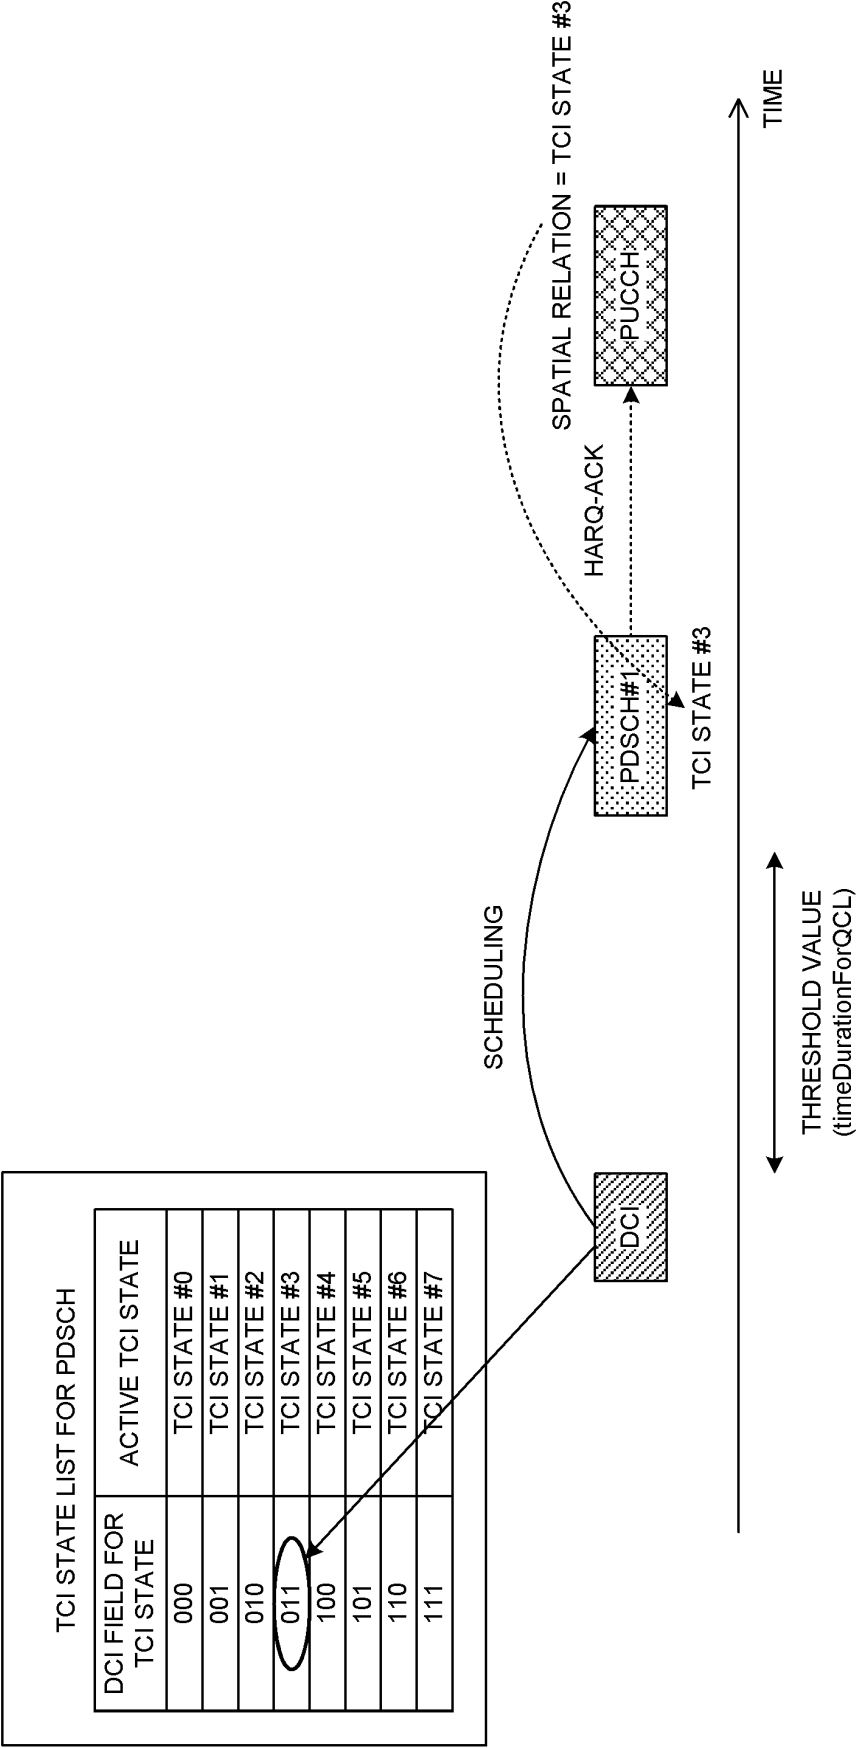 TCI STATE LIST FOR PDSCH
DCI FIELD FOR
TCI STATE
ACTIVE TCI STATE
000
TCI STATE #0
001
TCI STATE #1
010
TCI STATE #2
011
TCI STATE #3
100
TCI STATE #4
101
TCI STATE #5
110
TCI STATE #6
111
TCI STATE #7
SCHEDULING
SPATIAL RELATION = TCI STATE #3
HARQ-ACK
DCI
PDSCH#1
PUCCH
TCI STATE #3
TIME
THRESHOLD VALUE
(timeDurationForQCL)